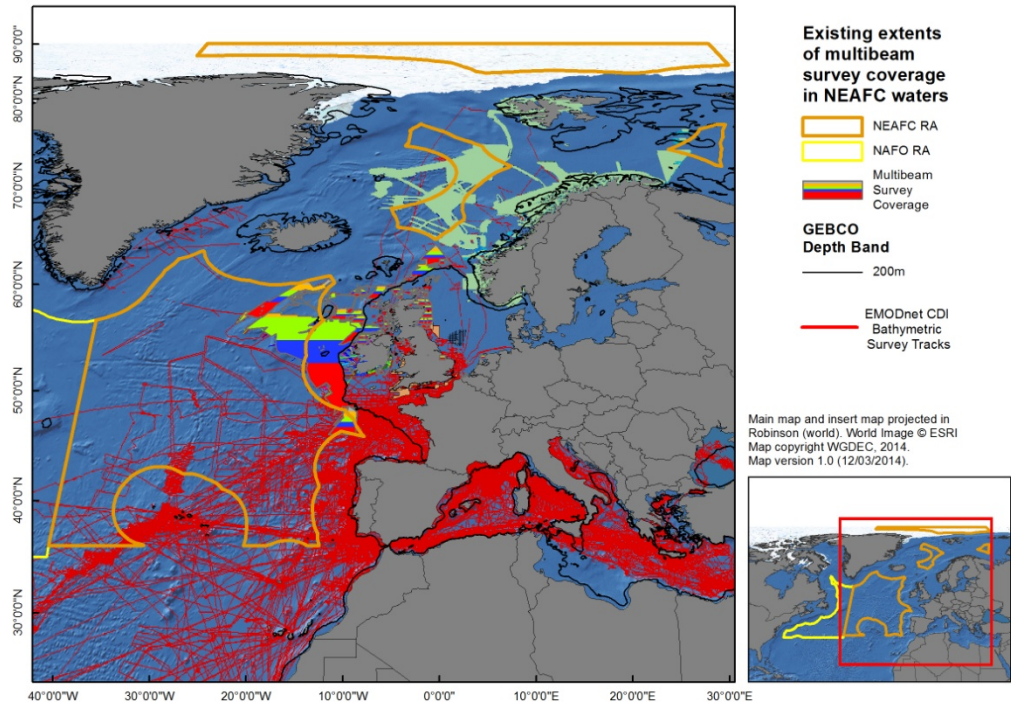 Existing extents
of multibeam
survey coverage
in NEAFC waters
NEAFC RA
NAFO RA
Multibeam
Survey
Coverage
GEBCO
Depth Band
200m
EMODnet CDI
Bathymetric
Survey Tracks
Main map and insert map projected in
Robinson (world). World Image © ESRI
Map copyright WGDEC, 2014.
Map version 1.0 (12/03/2014).
90°0'0"N
80°0'0"N
70°0'0"N
60°0'0"N
50°0'0"N
40°0'0"N
30°0'0"N
40°0'0"W
30°0'0"W
20°0'0"W
10°0'0"W
0°0'0"E
10°0'0"E
20°0'0"E
30°0'0"E